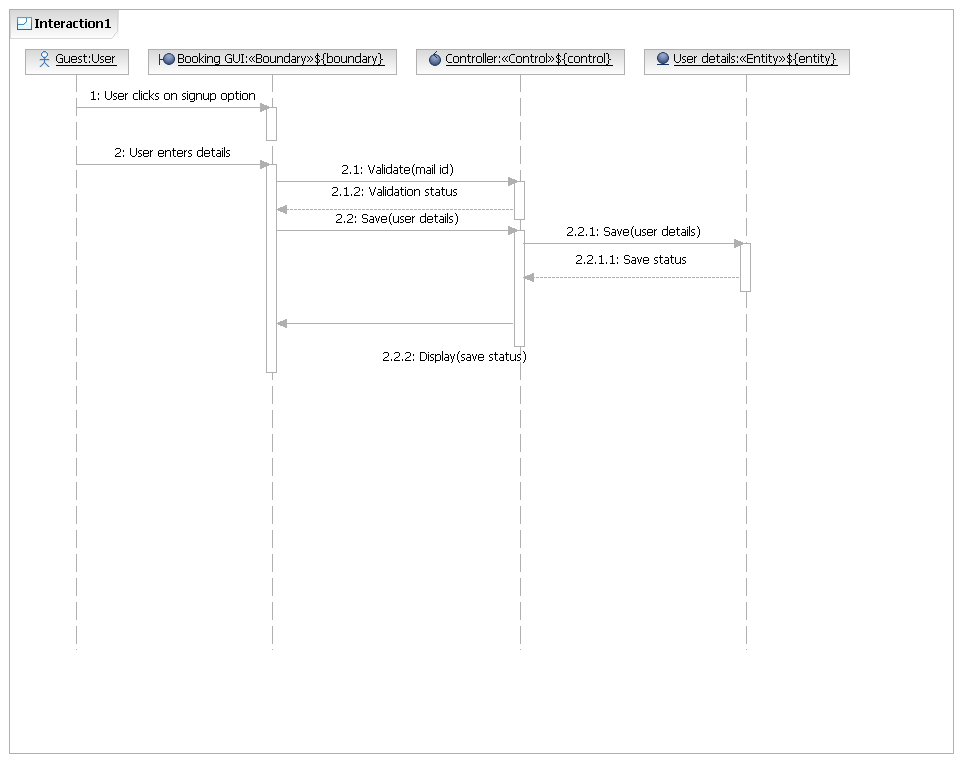 Interaction1
Guest:User
Booking GUI:«Boundary»${boundary}
Controller:«Control»${control}
User details:«Entity»${entity}
1: User clicks on signup option
2: User enters details
2.1: Validate(mail id)
2.1.2: Validation status
2.2: Save(user details)
2.2.1: Save(user details)
2.2.1.1: Save status
2.2.2: Display(save status)